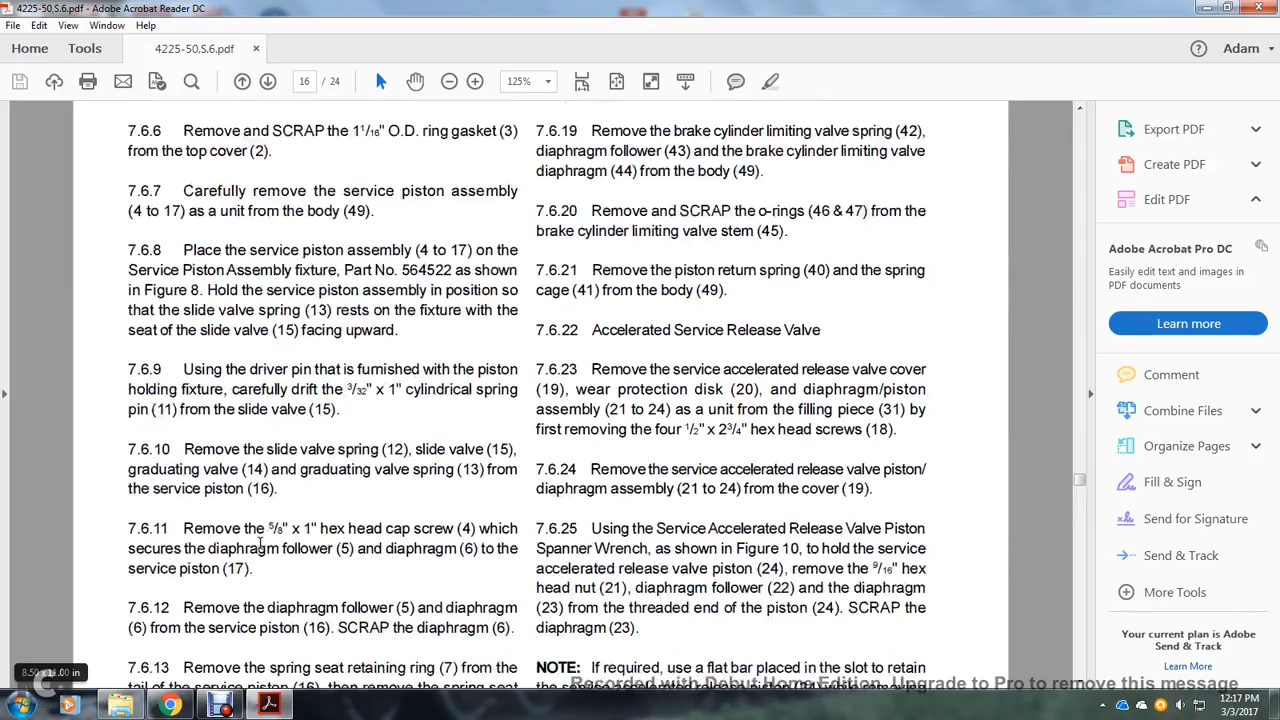 4225-50,S.6.pdf - Adobe Acrobat Reader DC
File Edit View Window Help
Home Tools 4225-50,S.6.pdf × Adam
16 / 24 125%
7.6.6 Remove and SCRAP the 1 1/16" O.D. ring gasket (3)
from the top cover (2).
7.6.7 Carefully remove the service piston assembly
(4 to 17) as a unit from the body (49).
7.6.8 Place the service piston assembly (4 to 17) on the
Service Piston Assembly fixture, Part No. 564522 as shown
in Figure 8. Hold the service piston assembly in position so
that the slide valve spring (13) rests on the fixture with the
seat of the slide valve (15) facing upward.
7.6.9 Using the driver pin that is furnished with the piston
holding fixture, carefully drift the 3/32" x 1" cylindrical spring
pin (11) from the slide valve (15).
7.6.10 Remove the slide valve spring (12), slide valve (15),
graduating valve (14) and graduating valve spring (13) from
the service piston (16).
7.6.11 Remove the 5/8" x 1" hex head cap screw (4) which
secures the diaphragm follower (5) and diaphragm (6) to the
service piston (17).
7.6.12 Remove the diaphragm follower (5) and diaphragm
(6) from the service piston (16). SCRAP the diaphragm (6).
7.6.13 Remove the spring seat retaining ring (7) from the
tail of the service piston (16), then remove the spring seat
7.6.19 Remove the brake cylinder limiting valve spring (42),
diaphragm follower (43) and the brake cylinder limiting valve
diaphragm (44) from the body (49).
7.6.20 Remove and SCRAP the o-rings (46 & 47) from the
brake cylinder limiting valve stem (45).
7.6.21 Remove the piston return spring (40) and the spring
cage (41) from the body (49).
7.6.22 Accelerated Service Release Valve
7.6.23 Remove the service accelerated release valve cover
(19), wear protection disk (20), and diaphragm/piston
assembly (21 to 24) as a unit from the filling piece (31) by
first removing the four 1/2" x 2 3/4" hex head screws (18).
7.6.24 Remove the service accelerated release valve piston/
diaphragm assembly (21 to 24) from the cover (19).
7.6.25 Using the Service Accelerated Release Valve Piston
Spanner Wrench, as shown in Figure 10, to hold the service
accelerated release valve piston (24), remove the 9/16" hex
head nut (21), diaphragm follower (22) and the diaphragm
(23) from the threaded end of the piston (24). SCRAP the
diaphragm (23).
NOTE: If required, use a flat bar placed in the slot to retain
Export PDF
Create PDF
Edit PDF
Adobe Acrobat Pro DC
Easily edit text and images in
PDF documents
Learn more
Comment
Combine Files
Organize Pages
Fill & Sign
Send for Signature
Send & Track
More Tools
Your current plan is Adobe
Send & Track
Learn More
8.50 x 11.00 in
Recorded with Debut Home Edition. Upgrade to Pro to remove this message
12:17 PM
3/3/2017